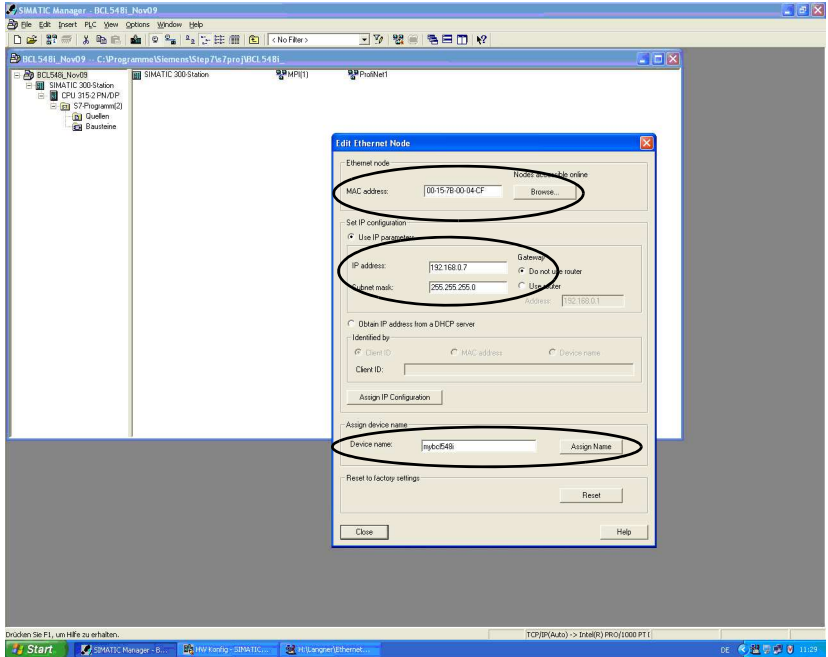 SIMATIC Manager - BCL548i_Nov09
File Edit Insert PLC View Options Window Help
< No Filter >
BCL548i_Nov09 -- C:\Programme\Siemens\Step7\s7proj\BCL548i_
BCL548i_Nov09
SIMATIC 300-Station
CPU 315-2 PN/DP
S7-Programm(2)
Quellen
Bausteine
SIMATIC 300-Station MPI(1) ProfiNet1
Edit Ethernet Node
Ethernet node
Nodes accessible online
MAC address: 00-15-7B-00-04-CF Browse...
Set IP configuration
Use IP parameters
Gateway
IP address: 192.168.0.7 Do not use router
Subnet mask: 255.255.255.0 Use router
Address: 192.168.0.1
Obtain IP address from a DHCP server
Identified by
Client ID MAC address Device name
Client ID:
Assign IP Configuration
Assign device name
Device name: mybcl548i Assign Name
Reset to factory settings
Reset
Close Help
Drücken Sie F1, um Hilfe zu erhalten. TCP/IP(Auto) -> Intel(R) PRO/1000 PT
Start SIMATIC Manager - B... HW Konfig - SIMATIC... H:\Langner\Ethernet... DE 11:29